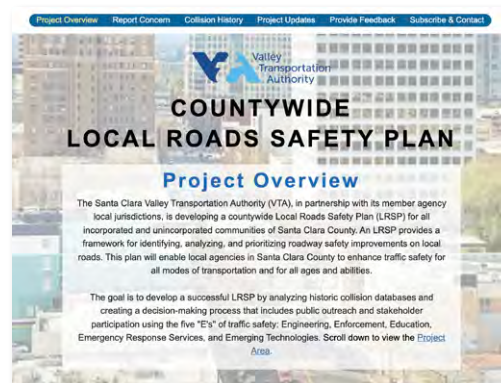 Project Overview Report Concern Collision History Project Updates Provide Feedback Subscribe & Contact
VTA Valley
Transportation
Authority
COUNTYWIDE
LOCAL ROADS SAFETY PLAN
Project Overview
The Santa Clara Valley Transportation Authority (VTA), in partnership with its member agency
local jurisdictions, is developing a countywide Local Roads Safety Plan (LRSP) for all
incorporated and unincorporated communities of Santa Clara County. An LRSP provides a
framework for identifying, analyzing, and prioritizing roadway safety improvements on local
roads. This plan will enable local agencies in Santa Clara County to enhance traffic safety for
all modes of transportation and for all ages and abilities.
The goal is to develop a successful LRSP by analyzing historic collision databases and
creating a decision-making process that includes public outreach and stakeholder
participation using the five "E's" of traffic safety: Engineering, Enforcement, Education,
Emergency Response Services, and Emerging Technologies. Scroll down to view the Project
Area.